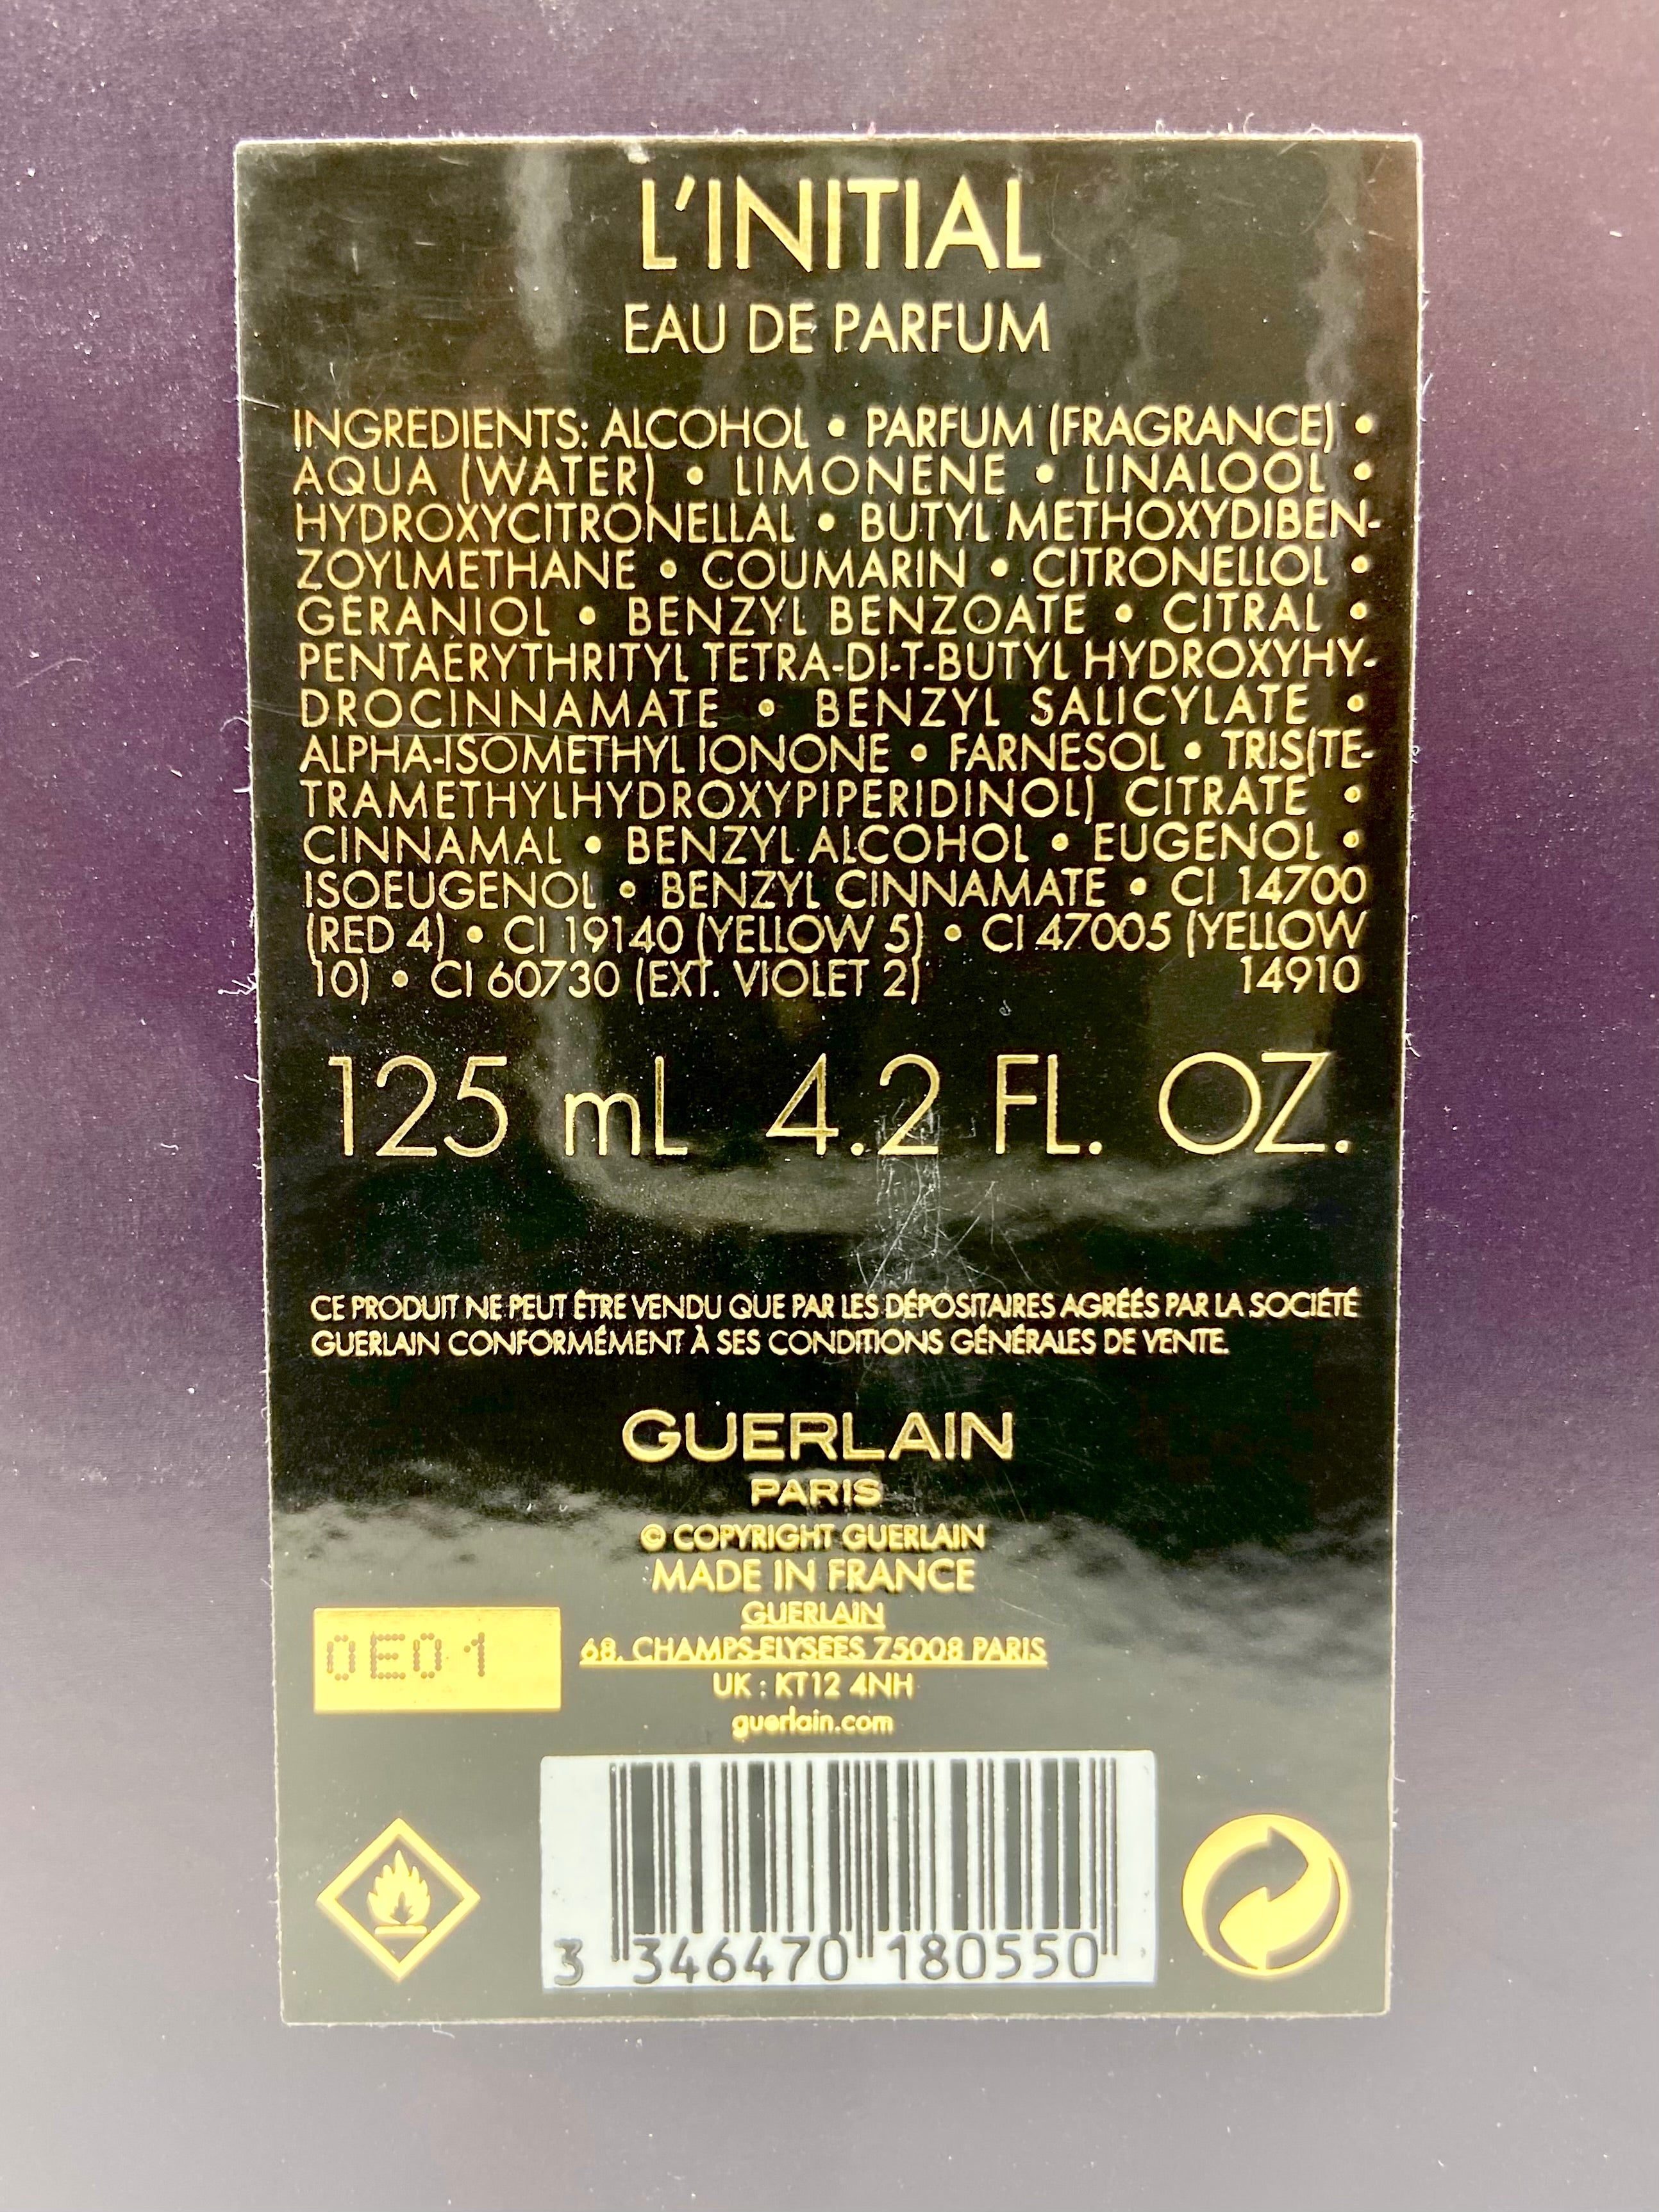 L'INITIAL
EAU DE PARFUM
INGREDIENTS: ALCOHOL • PARFUM (FRAGRANCE) •
AQUA (WATER) • LIMONENE • LINALOOL •
HYDROXYCITRONELLAL • BUTYL METHOXYDIBEN-
ZOYLMETHANE • COUMARIN • CITRONELLOL •
GERANIOL • BENZYL BENZOATE • CITRAL •
PENTAERYTHRITYL TETRA-DI-T-BUTYL HYDROXYHY-
DROCINNAMATE • BENZYL SALICYLATE •
ALPHA-ISOMETHYL IONONE • FARNESOL • TRIS(TE-
TRAMETHYLHYDROXYPIPERIDINOL) CITRATE •
CINNAMAL • BENZYL ALCOHOL • EUGENOL •
ISOEUGENOL • BENZYL CINNAMATE • CI 14700
(RED 4) • CI 19140 (YELLOW 5) • CI 47005 (YELLOW
10) • CI 60730 (EXT. VIOLET 2) 14910
125 mL 4.2 FL. OZ.
CE PRODUIT NE PEUT ÊTRE VENDU QUE PAR LES DÉPOSITAIRES AGRÉÉS PAR LA SOCIÉTÉ
GUERLAIN CONFORMÉMENT À SES CONDITIONS GÉNÉRALES DE VENTE.
GUERLAIN
PARIS
© COPYRIGHT GUERLAIN
MADE IN FRANCE
GUERLAIN
68, CHAMPS-ELYSEES 75008 PARIS
UK : KT12 4NH
guerlain.com
0E01
3 346470 180550